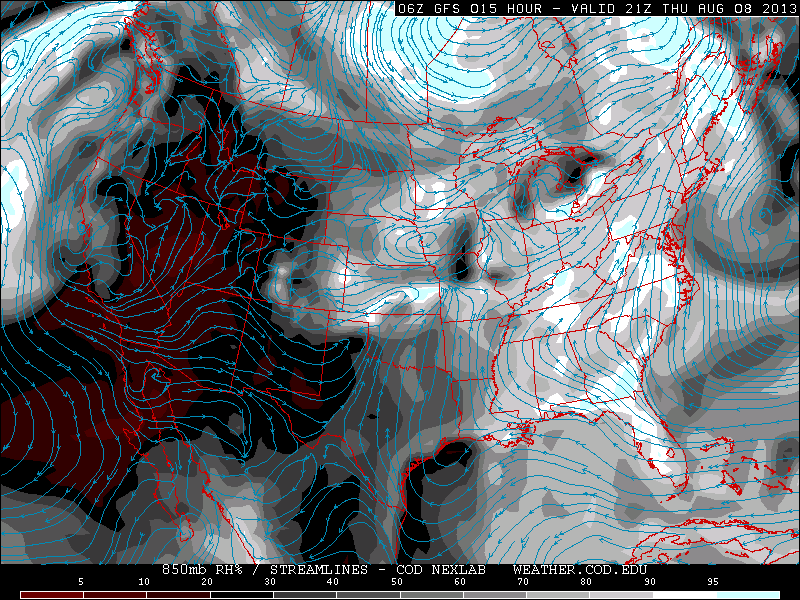 06Z GFS 015 HOUR - VALID 21Z THU AUG 08 2013
850mb RH% / STREAMLINES - COD NEXLAB WEATHER.COD.EDU
5 10 20 30 40 50 60 70 80 90 95